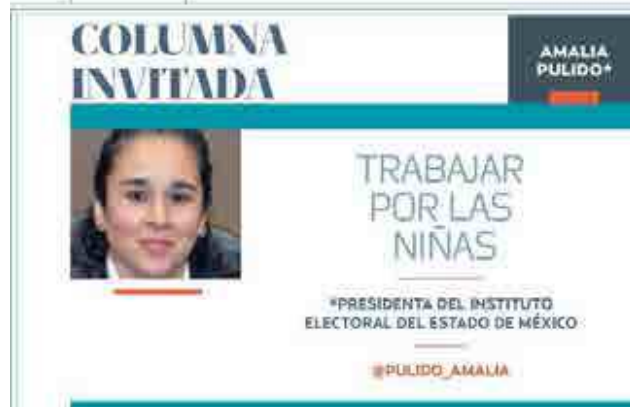 COLUMNA
INVITADA
AMALIA
PULIDO*
TRABAJAR
POR LAS
NIÑAS
*PRESIDENTA DEL INSTITUTO
ELECTORAL DEL ESTADO DE MÉXICO
@PULIDO_AMALIA